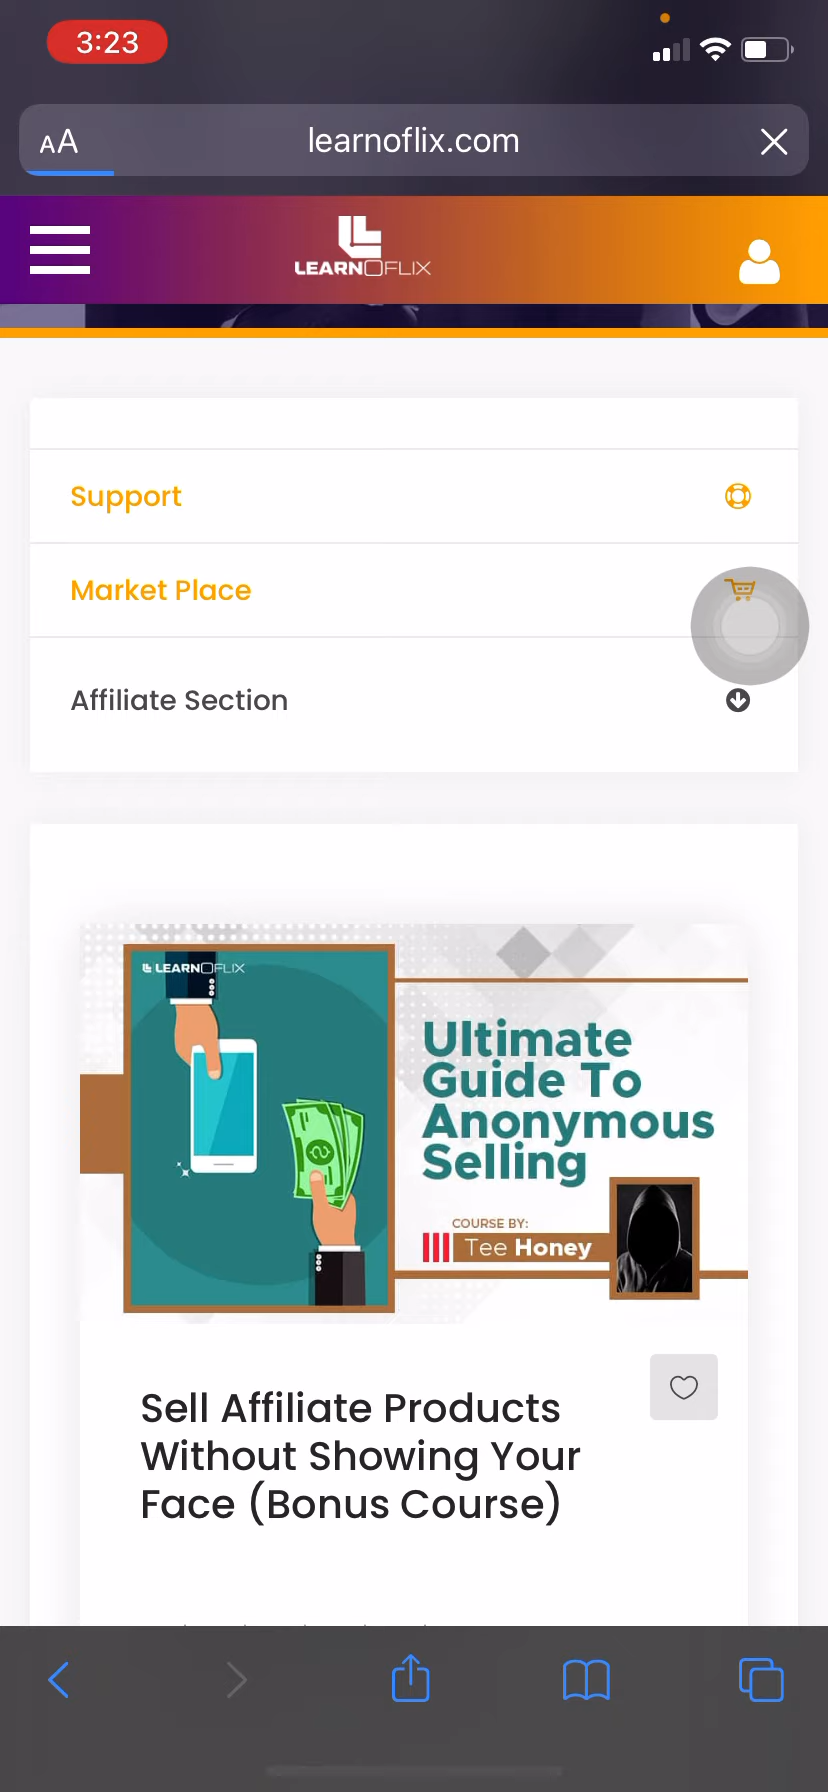 3:23
AA
learnoflix.com
LEARNOFLIX
Support
Market Place
Affiliate Section
LEARNOFLIX
Ultimate
Guide To
Anonymous
Selling
COURSE BY:
Tee Honey
Sell Affiliate Products
Without Showing Your
Face (Bonus Course)